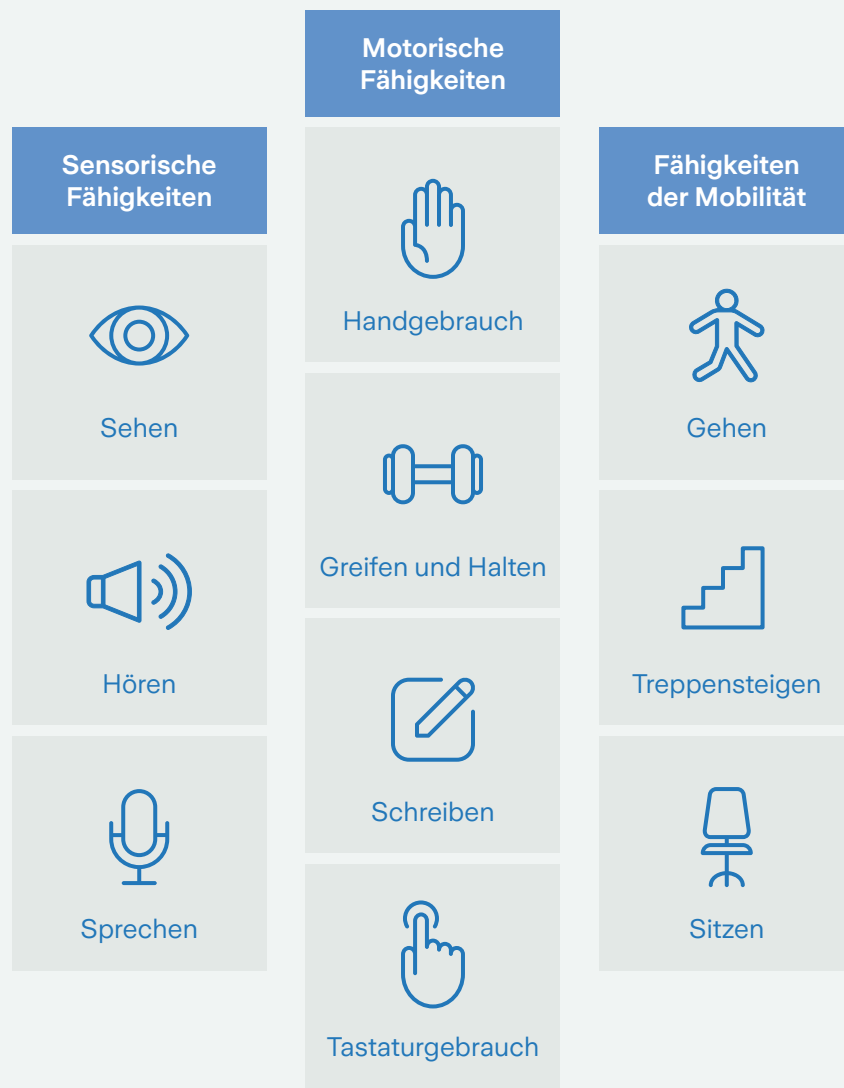 Motorische
Fähigkeiten
Sensorische
Fähigkeiten
Fähigkeiten
der Mobilität
Handgebrauch
Sehen
Gehen
Greifen und Halten
Hören
Treppensteigen
Schreiben
Sprechen
Sitzen
Tastaturgebrauch